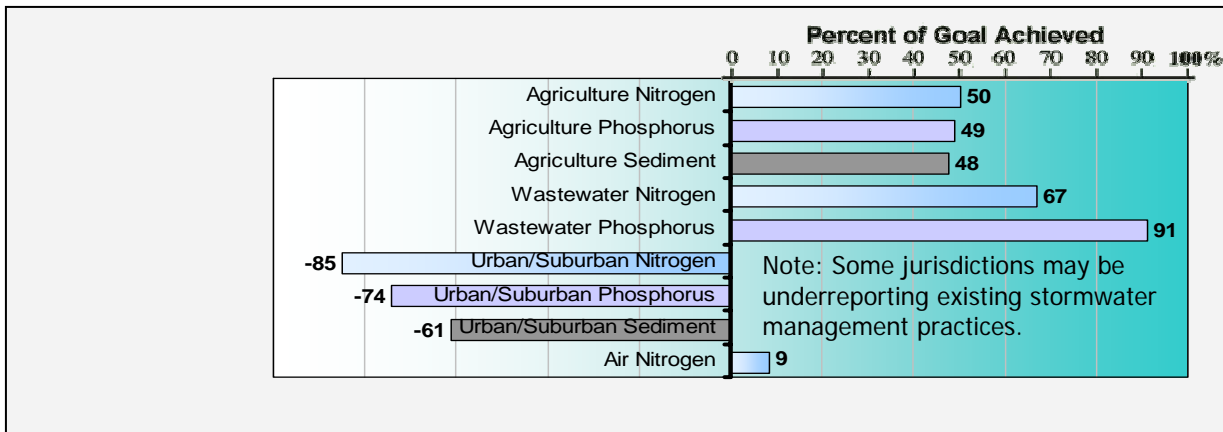 Percent of Goal Achieved
0 10 20 30 40 50 60 70 80 90 100%
Agriculture Nitrogen 50
Agriculture Phosphorus 49
Agriculture Sediment 48
Wastewater Nitrogen 67
Wastewater Phosphorus 91
-85 Urban/Suburban Nitrogen
-74 Urban/Suburban Phosphorus
-61 Urban/Suburban Sediment
Air Nitrogen 9
Note: Some jurisdictions may be
underreporting existing stormwater
management practices.